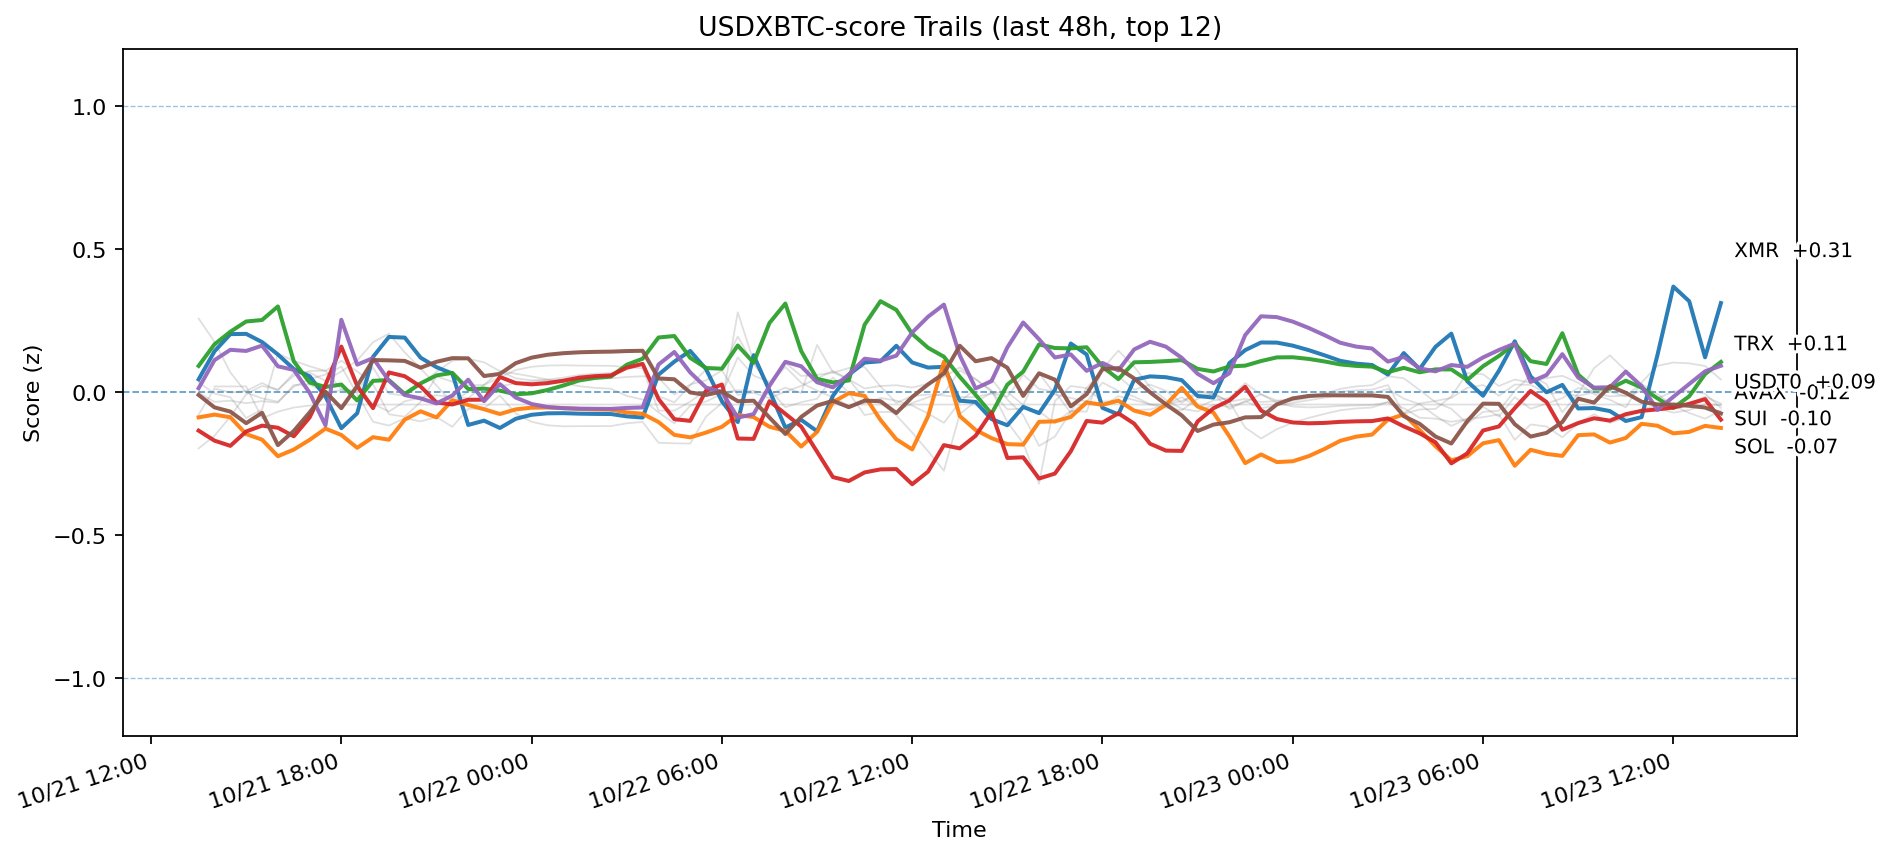 USDXBTC-score Trails (last 48h, top 12)
Score (z)
1.0
0.5
0.0
−0.5
−1.0
XMR +0.31
TRX +0.11
USDT0 +0.09
AVAX -0.12
SUI -0.10
SOL -0.07
10/21 12:00
10/21 18:00
10/22 00:00
10/22 06:00
10/22 12:00
10/22 18:00
10/23 00:00
10/23 06:00
10/23 12:00
Time